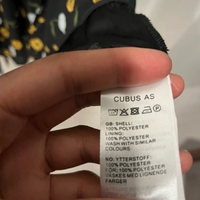 CUBUS AS
GB: SHELL:
100% POLYESTER
LINING:
100% POLYESTER
WASH WITH SIMILAR
COLOURS
NO: YTTERSTOFF:
100% POLYESTER
FÔR: 100% POLYESTER
VASKES MED LIGNENDE
FARGER